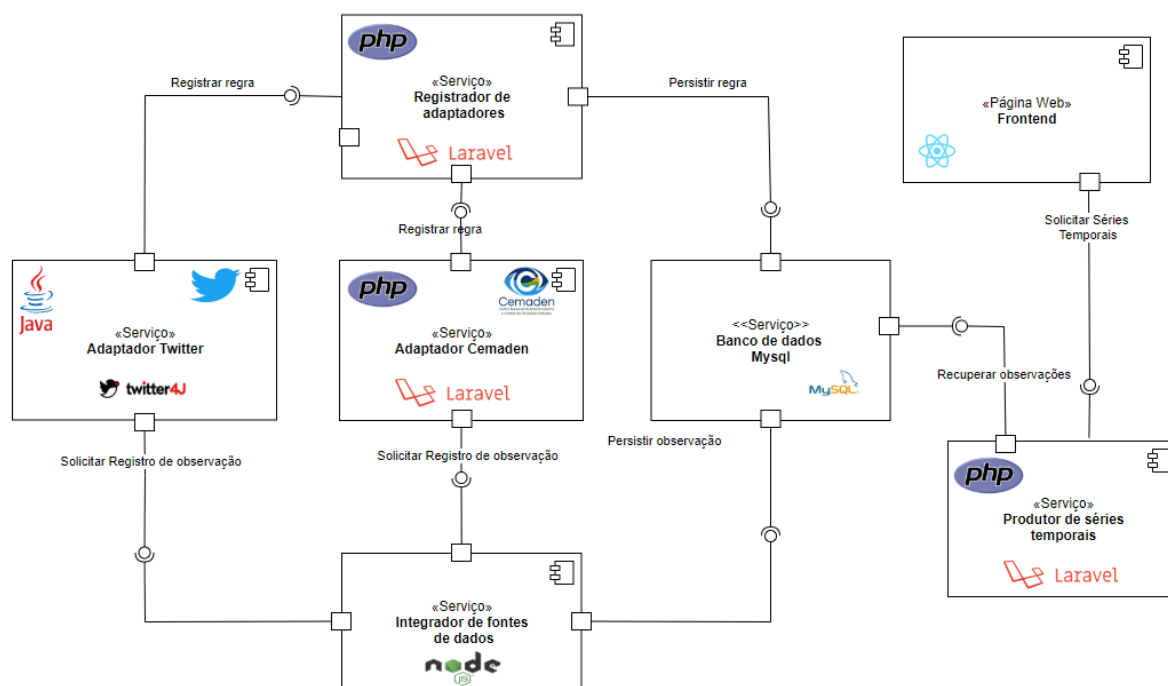 php
«Serviço»
Registrador de
adaptadores
Laravel
Registrar regra
Persistir regra
«Página Web»
Frontend
Registrar regra
Solicitar Séries
Temporais
Java
«Serviço»
Adaptador Twitter
twitter4J
php
Cemaden
«Serviço»
Adaptador Cemaden
Laravel
<<Serviço>>
Banco de dados
Mysql
MySQL
Recuperar observações
Solicitar Registro de observação
Solicitar Registro de observação
Persistir observação
php
«Serviço»
Produtor de séries
temporais
Laravel
«Serviço»
Integrador de fontes
de dados
node
JS